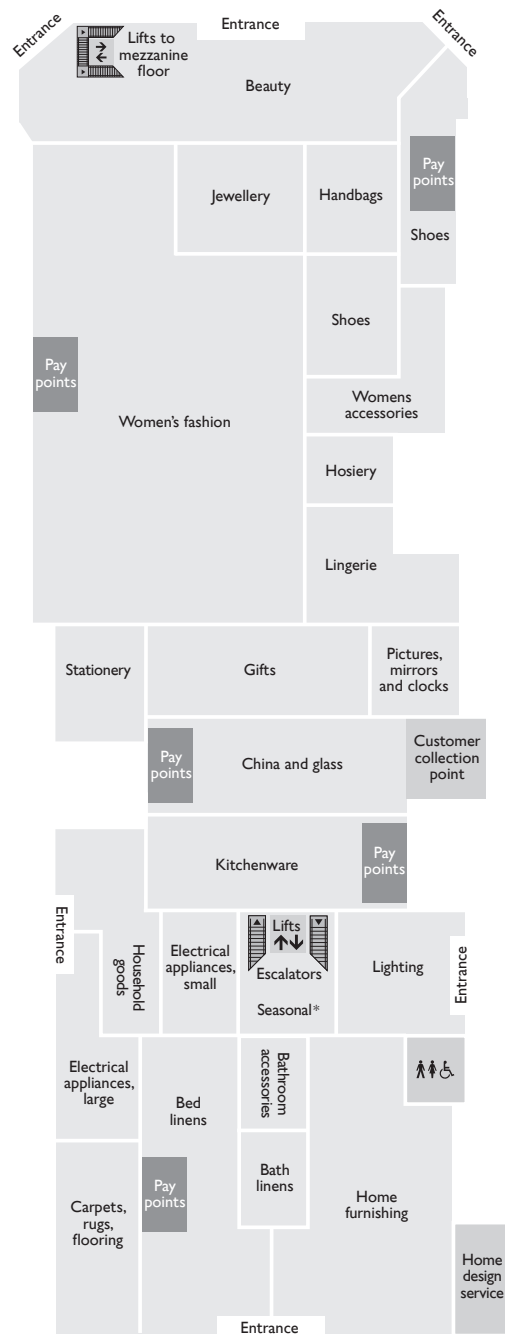 Entrance
Entrance
Entrance
Lifts to
mezzanine
floor
Beauty
Jewellery
Handbags
Pay
points
Shoes
Shoes
Pay
points
Women's fashion
Womens
accessories
Hosiery
Lingerie
Stationery
Gifts
Pictures,
mirrors
and clocks
Pay
points
China and glass
Customer
collection
point
Kitchenware
Pay
points
Entrance
Household
goods
Electrical
appliances,
small
Lifts
Escalators
Seasonal*
Lighting
Entrance
Electrical
appliances,
large
Bed
linens
Bathroom
accessories
Pay
points
Bath
linens
Home
furnishing
Carpets,
rugs,
flooring
Home
design
service
Entrance